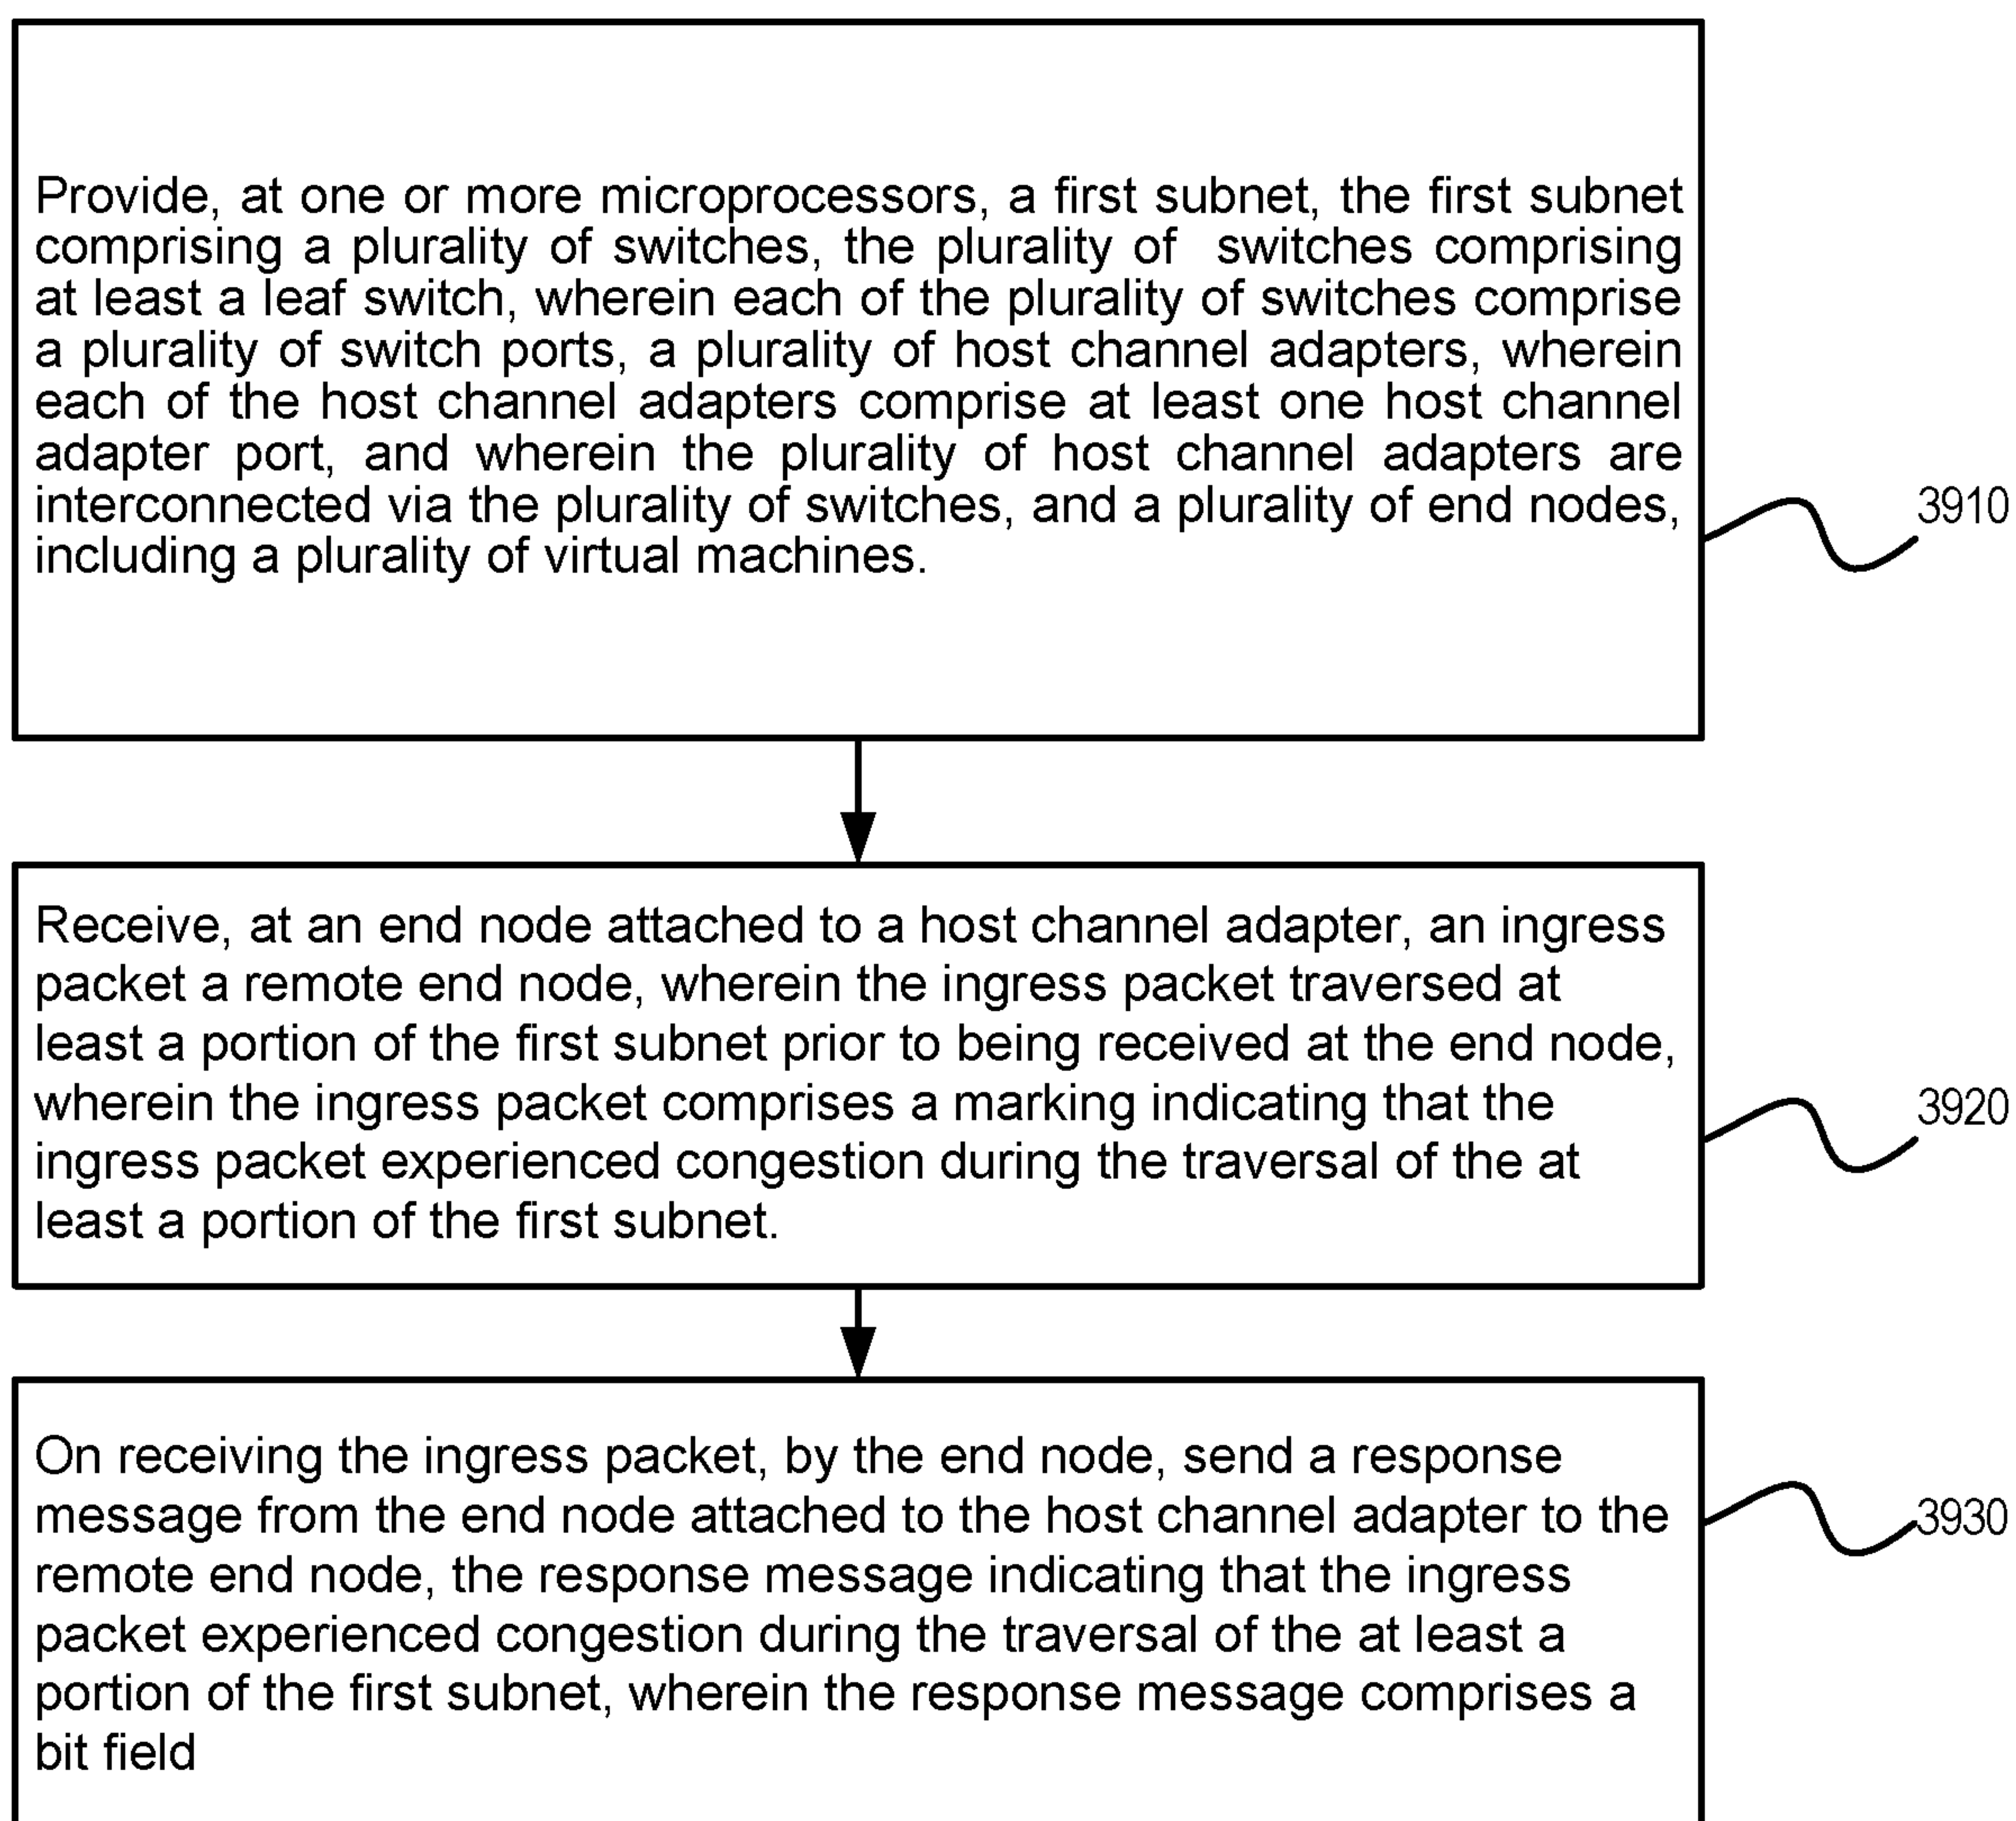 Provide, at one or more microprocessors, a first subnet, the first subnet
comprising a plurality of switches, the plurality of switches comprising
at least a leaf switch, wherein each of the plurality of switches comprise
a plurality of switch ports, a plurality of host channel adapters, wherein
each of the host channel adapters comprise at least one host channel
adapter port, and wherein the plurality of host channel adapters are
interconnected via the plurality of switches, and a plurality of end nodes,
including a plurality of virtual machines.
3910
Receive, at an end node attached to a host channel adapter, an ingress
packet a remote end node, wherein the ingress packet traversed at
least a portion of the first subnet prior to being received at the end node,
wherein the ingress packet comprises a marking indicating that the
ingress packet experienced congestion during the traversal of the at
least a portion of the first subnet.
3920
On receiving the ingress packet, by the end node, send a response
message from the end node attached to the host channel adapter to the
remote end node, the response message indicating that the ingress
packet experienced congestion during the traversal of the at least a
portion of the first subnet, wherein the response message comprises a
bit field
3930